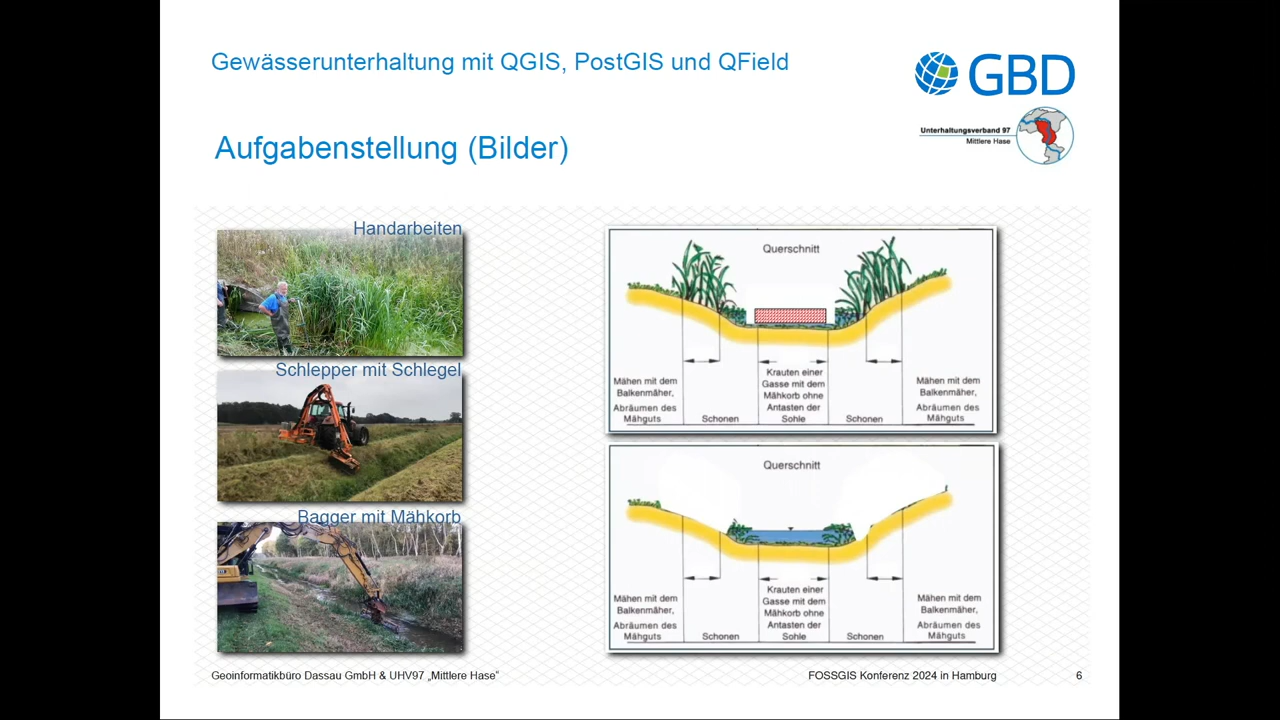 Gewässerunterhaltung mit QGIS, PostGIS und QField
GBD
Unterhaltungsverband 97
Mittlere Hase
Aufgabenstellung (Bilder)
Handarbeiten
Schlepper mit Schlegel
Bagger mit Mähkorb
Querschnitt
Mähen mit dem
Balkenmäher,
Abräumen des
Mähguts
Schonen
Krauten einer
Gasse mit dem
Mähkorb ohne
Antasten der
Sohle
Schonen
Mähen mit dem
Balkenmäher,
Abräumen des
Mähguts
Querschnitt
Mähen mit dem
Balkenmäher,
Abräumen des
Mähguts
Schonen
Krauten einer
Gasse mit dem
Mähkorb ohne
Antasten der
Sohle
Schonen
Mähen mit dem
Balkenmäher,
Abräumen des
Mähguts
Geoinformatikbüro Dassau GmbH & UHV97 „Mittlere Hase“
FOSSGIS Konferenz 2024 in Hamburg
6